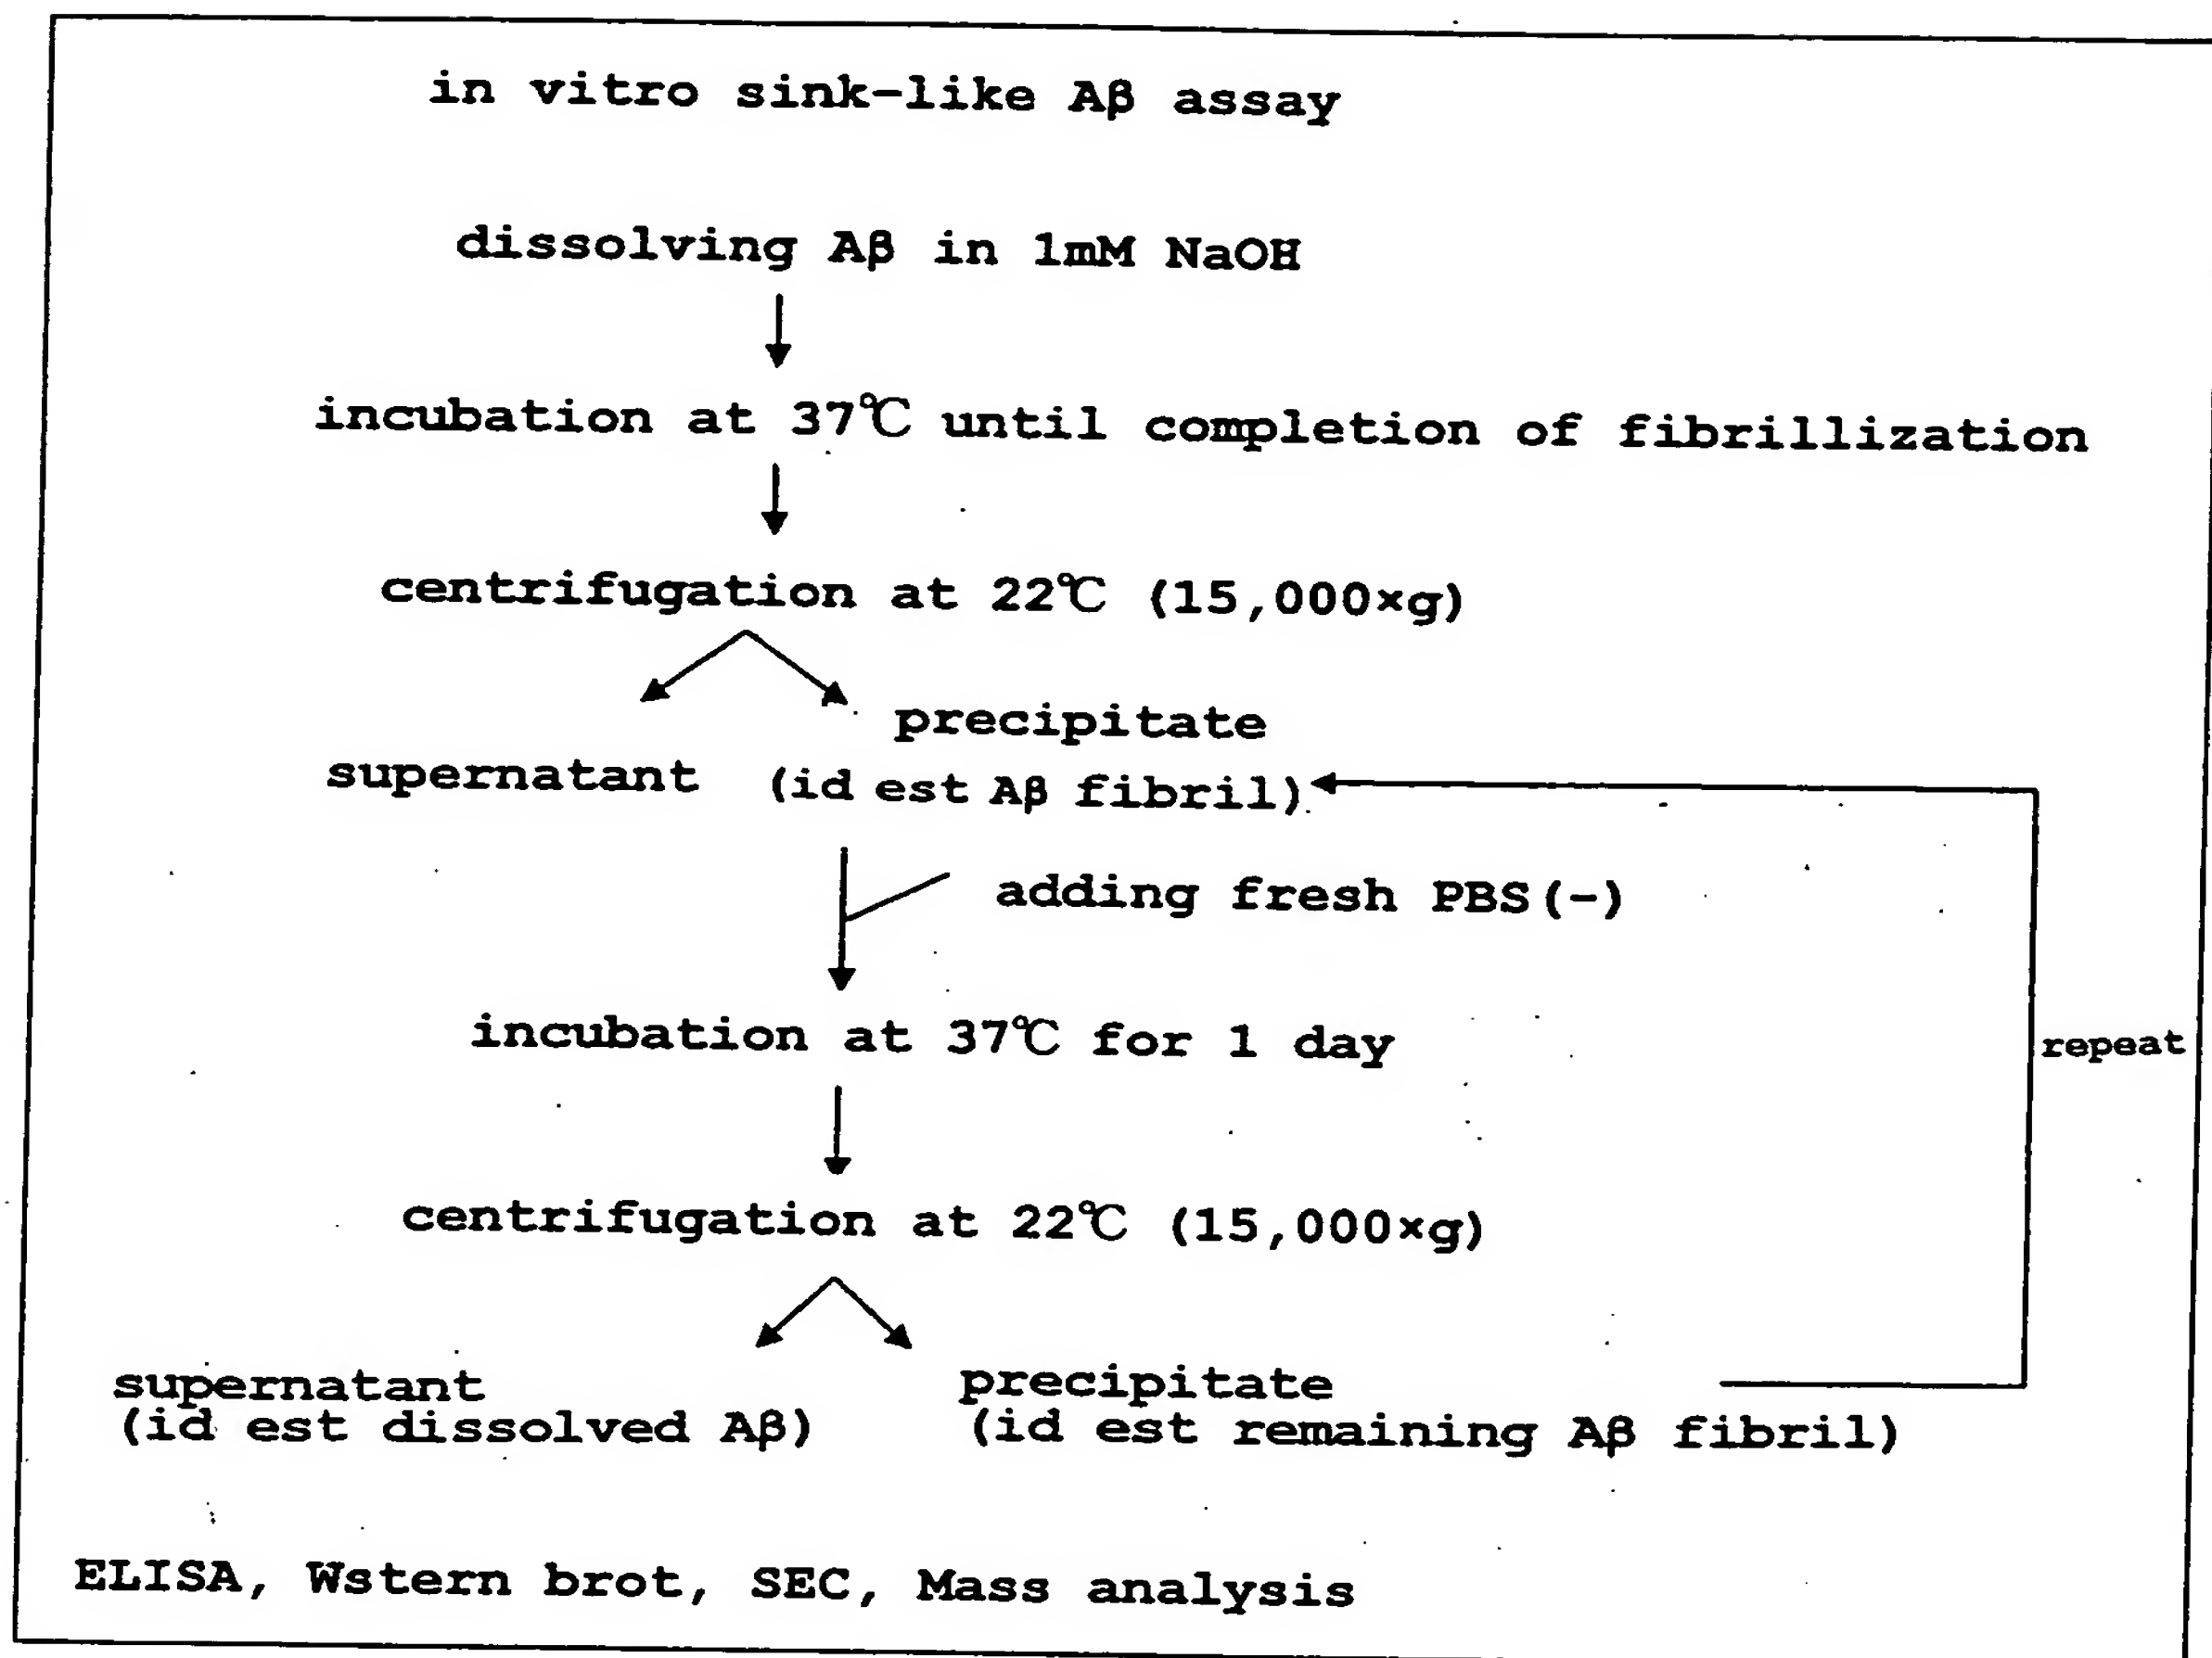 in vitro sink-like Aβ assay
dissolving Aβ in 1mM NaOH
incubation at 37℃ until completion of fibrillization
centrifugation at 22℃ (15,000×g)
precipitate
supernatant (id est Aβ fibril)
adding fresh PBS(-)
incubation at 37℃ for 1 day
repeat
centrifugation at 22℃ (15,000×g)
supernatant precipitate
(id est dissolved Aβ) (id est remaining Aβ fibril)
ELISA, Wstern brot, SEC, Mass analysis